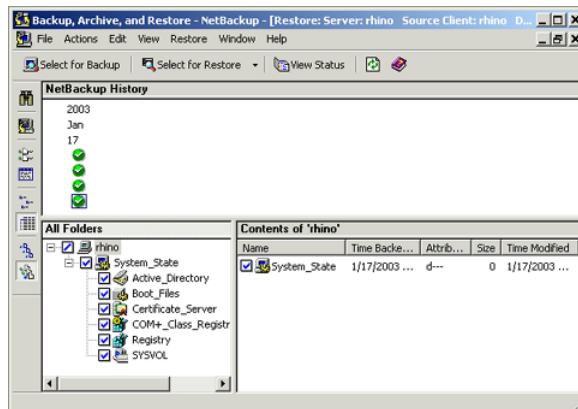 Backup, Archive, and Restore - NetBackup - [Restore: Server: rhino Source Client: rhino D...
File Actions Edit View Restore Window Help
Select for Backup Select for Restore View Status
NetBackup History
2003
Jan
17
All Folders
rhino
System_State
Active_Directory
Boot_Files
Certificate_Server
COM+_Class_Registr
Registry
SYSVOL
Contents of 'rhino'
Name Time Backe... Attrib... Size Time Modified
System_State 1/17/2003 ... d--- 0 1/17/2003 ...